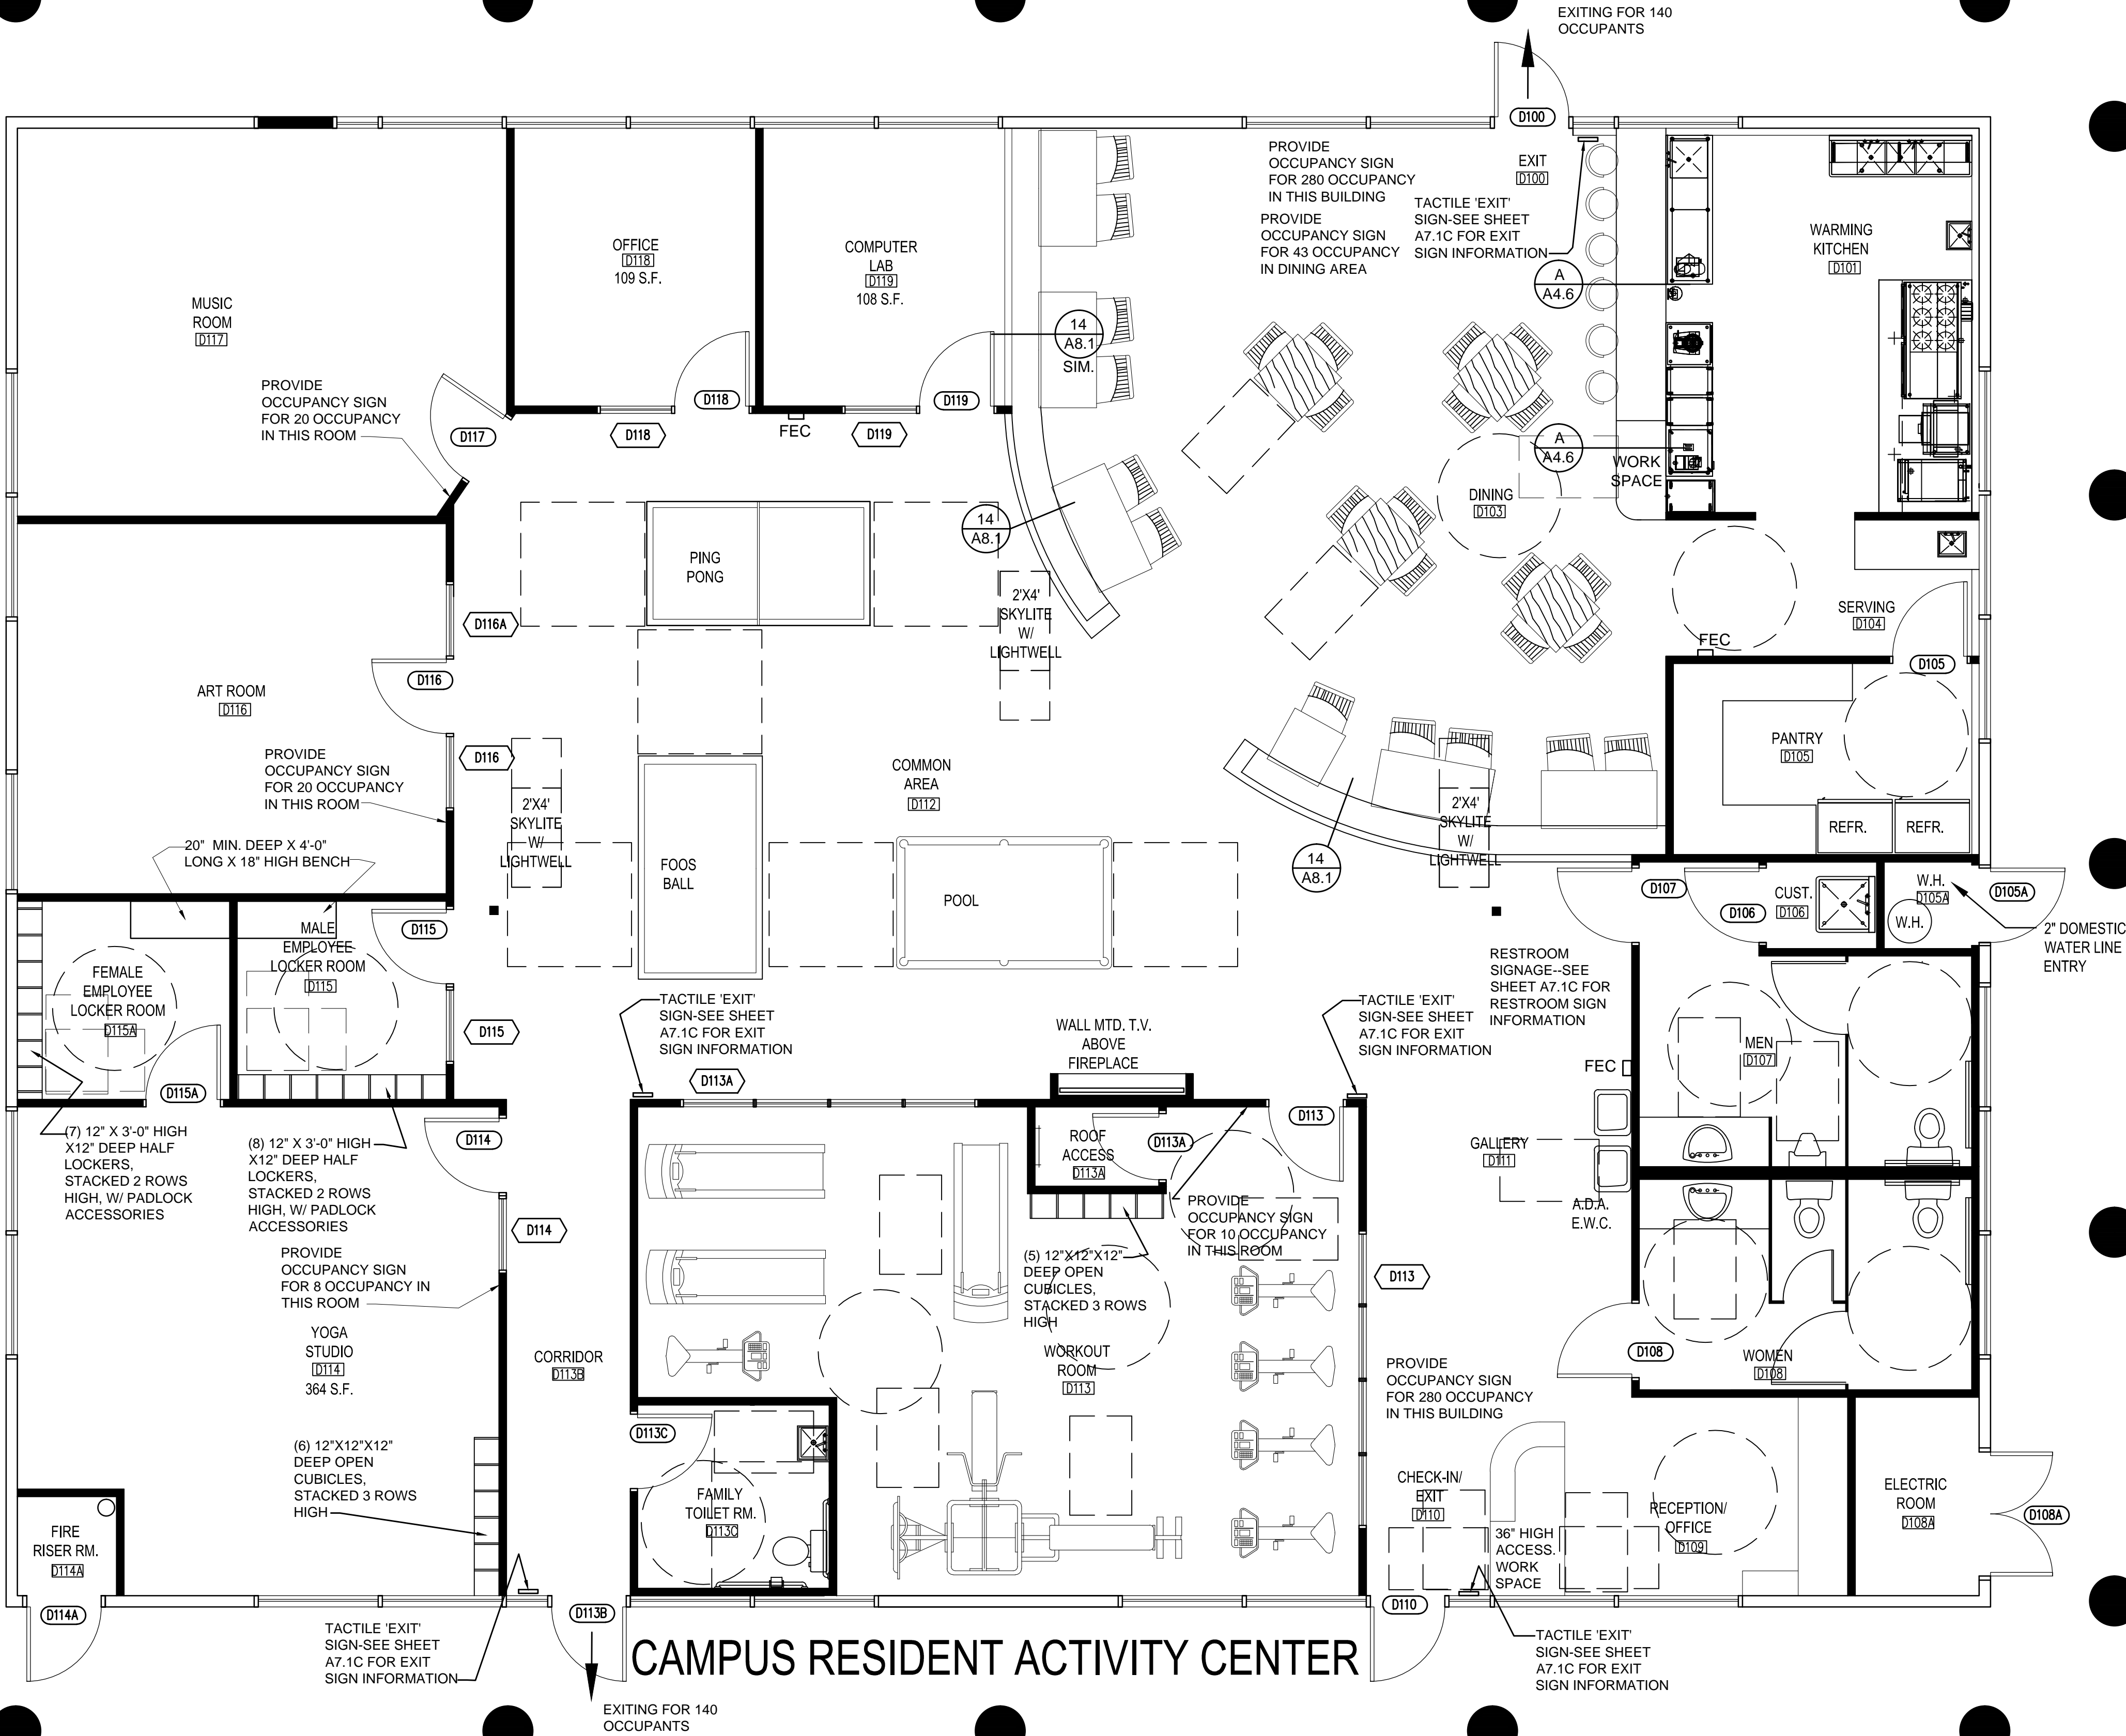 EXITING FOR 140
OCCUPANTS
D100
PROVIDE
OCCUPANCY SIGN
FOR 280 OCCUPANCY
IN THIS BUILDING
PROVIDE
OCCUPANCY SIGN
FOR 43 OCCUPANCY
IN DINING AREA
EXIT
D100
TACTILE 'EXIT'
SIGN-SEE SHEET
A7.1C FOR EXIT
SIGN INFORMATION
WARMING
KITCHEN
D101
OFFICE
D118
109 S.F.
COMPUTER
LAB
D119
108 S.F.
MUSIC
ROOM
D117
A
A4.6
14
A8.1
SIM.
PROVIDE
OCCUPANCY SIGN
FOR 20 OCCUPANCY
IN THIS ROOM
D117
D118
D118
FEC
D119
D119
A
A4.6
WORK
SPACE
DINING
D103
14
A8.1
PING
PONG
2'X4'
SKYLITE
W/
LIGHTWELL
SERVING
D104
FEC
D105
D116A
D116
ART ROOM
D116
D116
PROVIDE
OCCUPANCY SIGN
FOR 20 OCCUPANCY
IN THIS ROOM
COMMON
AREA
D112
PANTRY
D105
REFR.
REFR.
2'X4'
SKYLITE
W/
LIGHTWELL
2'X4'
SKYLITE
W/
LIGHTWELL
20" MIN. DEEP X 4'-0"
LONG X 18" HIGH BENCH
FOOS
BALL
POOL
14
A8.1
D107
D106
CUST.
D106
W.H.
D105A
W.H.
D105A
2" DOMESTIC
WATER LINE
ENTRY
MALE
EMPLOYEE
LOCKER ROOM
D115
D115
FEMALE
EMPLOYEE
LOCKER ROOM
D115A
D115
D115A
TACTILE 'EXIT'
SIGN-SEE SHEET
A7.1C FOR EXIT
SIGN INFORMATION
WALL MTD. T.V.
ABOVE
FIREPLACE
TACTILE 'EXIT'
SIGN-SEE SHEET
A7.1C FOR EXIT
SIGN INFORMATION
RESTROOM
SIGNAGE--SEE
SHEET A7.1C FOR
RESTROOM SIGN
INFORMATION
MEN
D107
FEC
D113A
D113
(7) 12" X 3'-0" HIGH
X12" DEEP HALF
LOCKERS,
STACKED 2 ROWS
HIGH, W/ PADLOCK
ACCESSORIES
(8) 12" X 3'-0" HIGH
X12" DEEP HALF
LOCKERS,
STACKED 2 ROWS
HIGH, W/ PADLOCK
ACCESSORIES
D114
D114
ROOF
ACCESS
D113A
D113A
GALLERY
D111
A.D.A.
E.W.C.
PROVIDE
OCCUPANCY SIGN
FOR 10 OCCUPANCY
IN THIS ROOM
(5) 12"X12"X12"
DEEP OPEN
CUBICLES,
STACKED 3 ROWS
HIGH
PROVIDE
OCCUPANCY SIGN
FOR 8 OCCUPANCY IN
THIS ROOM
D113
YOGA
STUDIO
D114
364 S.F.
CORRIDOR
D113B
WORKOUT
ROOM
D113
D108
WOMEN
D108
PROVIDE
OCCUPANCY SIGN
FOR 280 OCCUPANCY
IN THIS BUILDING
(6) 12"X12"X12"
DEEP OPEN
CUBICLES,
STACKED 3 ROWS
HIGH
D113C
FAMILY
TOILET RM.
D113C
CHECK-IN/
EXIT
D110
RECEPTION/
OFFICE
D109
36" HIGH
ACCESS.
WORK
SPACE
ELECTRIC
ROOM
D108A
D108A
FIRE
RISER RM.
D114A
D114A
D113B
D110
TACTILE 'EXIT'
SIGN-SEE SHEET
A7.1C FOR EXIT
SIGN INFORMATION
CAMPUS RESIDENT ACTIVITY CENTER
TACTILE 'EXIT'
SIGN-SEE SHEET
A7.1C FOR EXIT
SIGN INFORMATION
EXITING FOR 140
OCCUPANTS